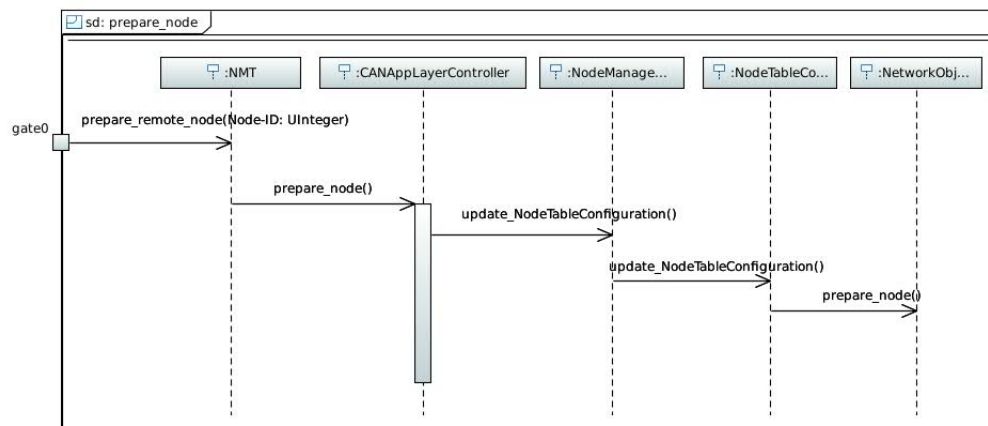 sd: prepare_node
:NMT
:CANAppLayerController
:NodeManage...
:NodeTableCo...
:NetworkObj...
gate0
prepare_remote_node(Node-ID: UInteger)
prepare_node()
update_NodeTableConfiguration()
update_NodeTableConfiguration()
prepare_node()